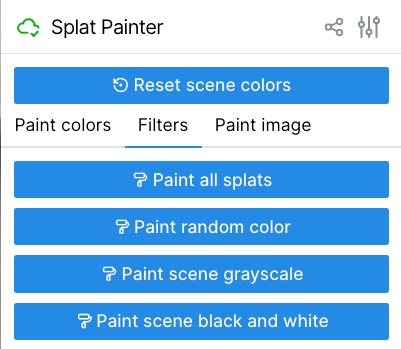 Splat Painter
Reset scene colors
Paint colors Filters Paint image
Paint all splats
Paint random color
Paint scene grayscale
Paint scene black and white